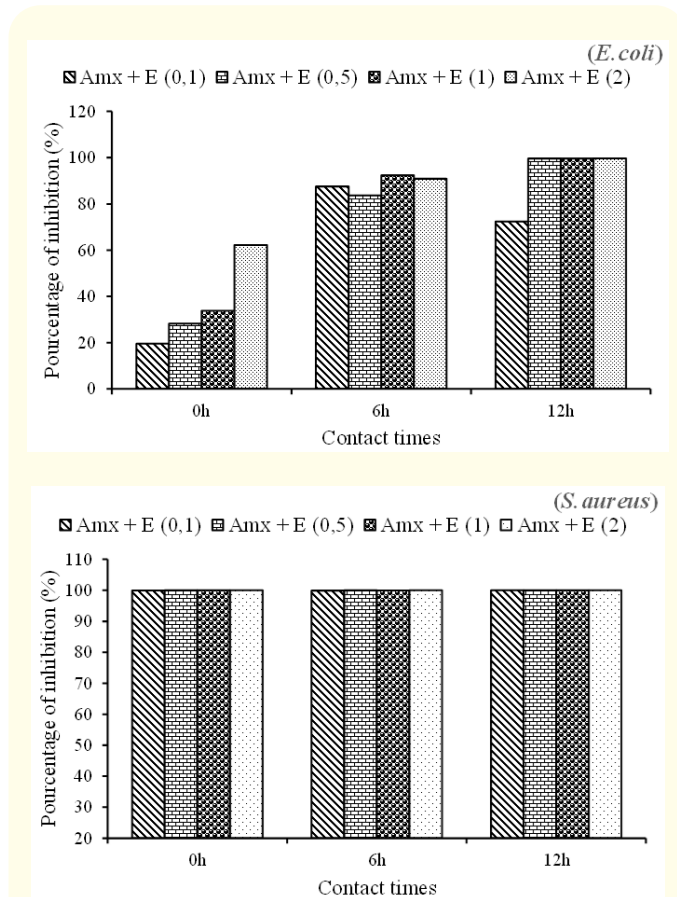 (E.coli)
Amx + E (0,1) Amx + E (0,5) Amx + E (1) Amx + E (2)
Pourcentage of inhibition (%)
120
100
80
60
40
20
0
0h 6h 12h
Contact times
(S.aureus)
Amx + E (0,1) Amx + E (0,5) Amx + E (1) Amx + E (2)
Pourcentage of inhibition (%)
110
100
90
80
70
60
50
40
30
20
0h 6h 12h
Contact times